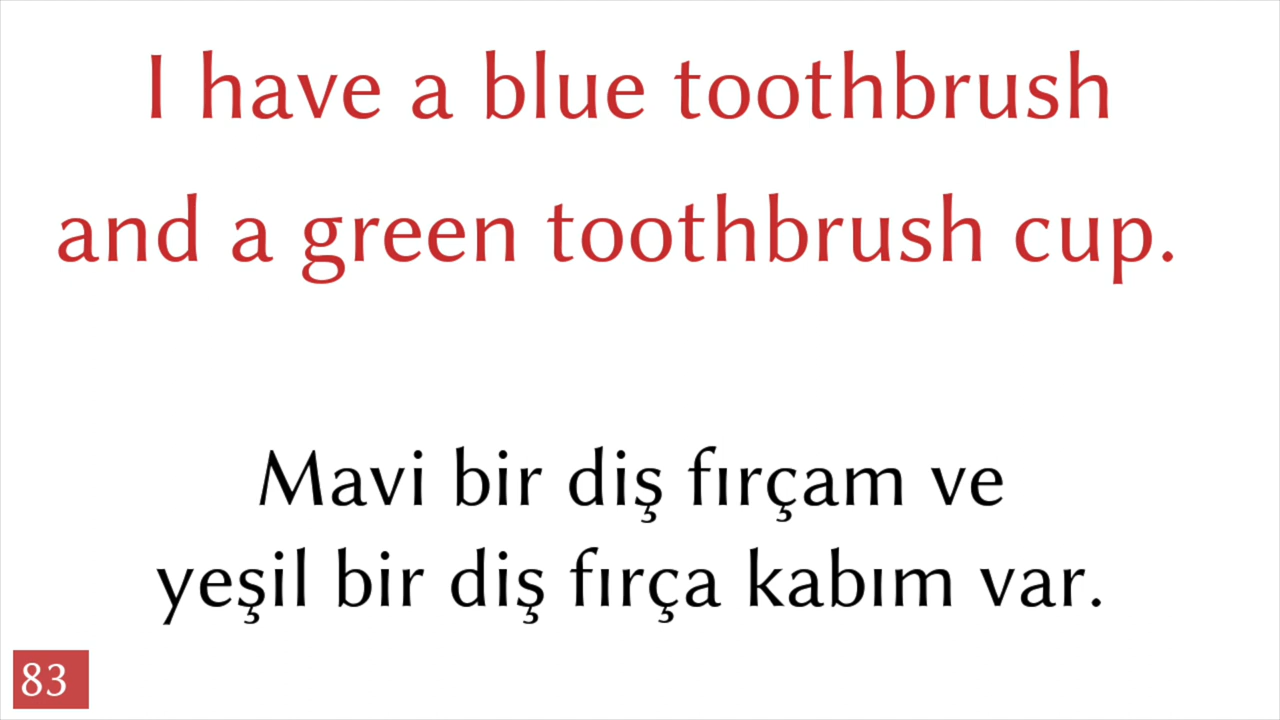 I have a blue toothbrush
and a green toothbrush cup.
Mavi bir diş fırçam ve
yeşil bir diş fırça kabım var.
83